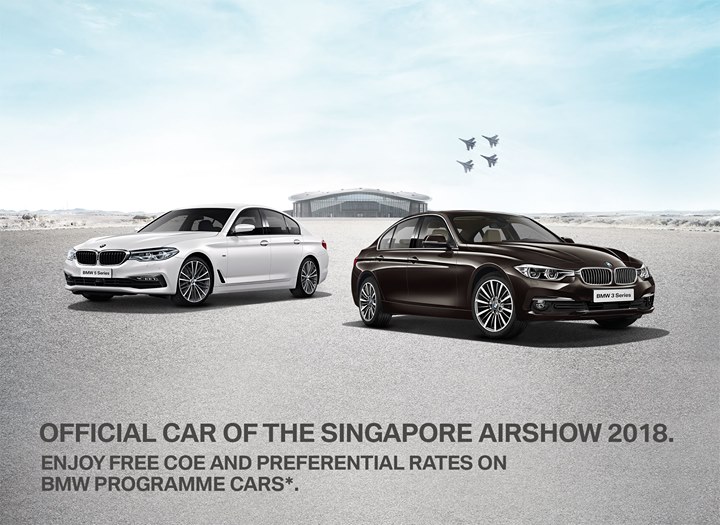 BMW 5 Series
BMW 3 Series
OFFICIAL CAR OF THE SINGAPORE AIRSHOW 2018.
ENJOY FREE COE AND PREFERENTIAL RATES ON
BMW PROGRAMME CARS*.